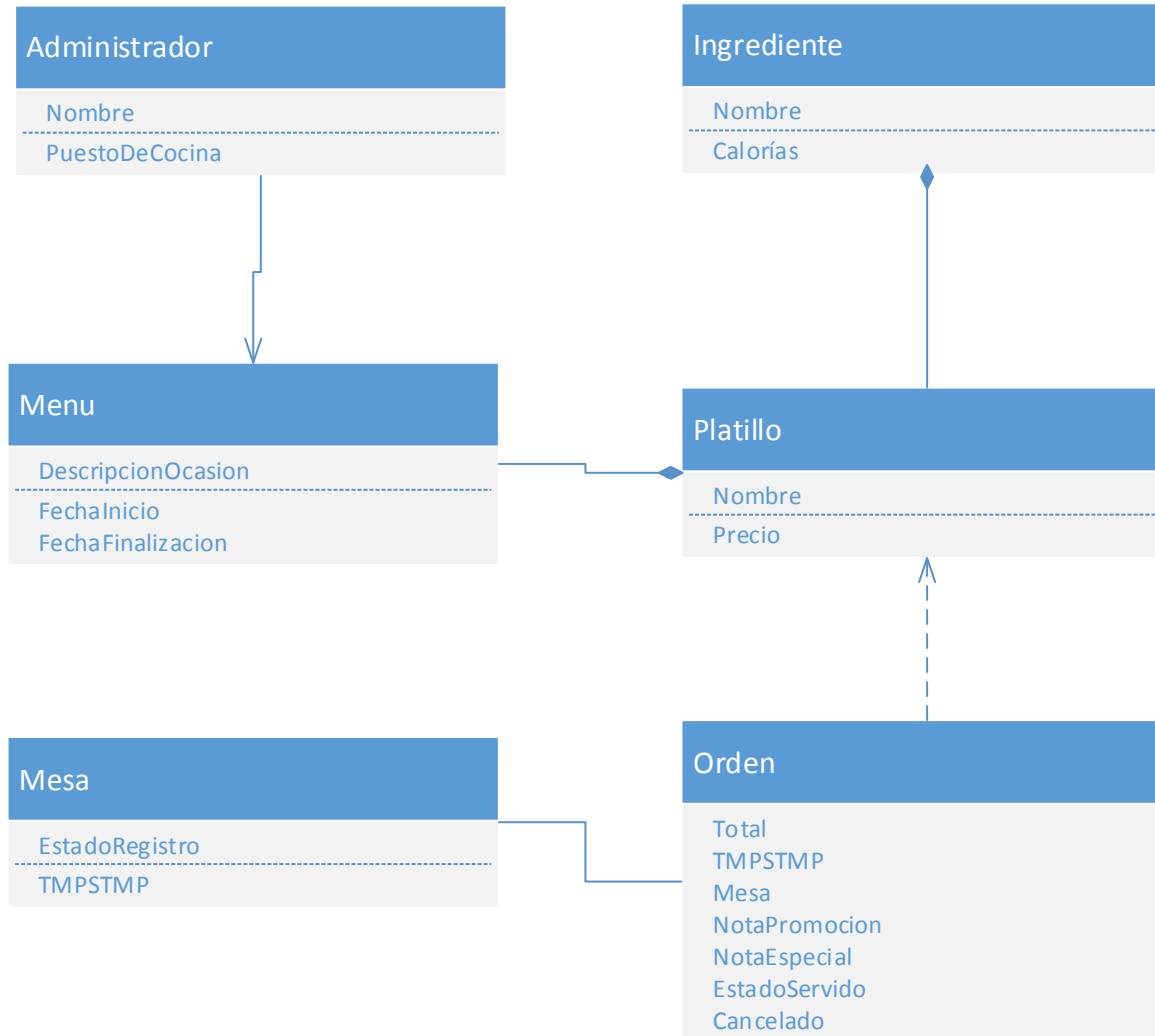 Administrador
Nombre
PuestoDeCocina
Ingrediente
Nombre
Calorías
Menu
DescripcionOcasion
FechaInicio
FechaFinalizacion
Platillo
Nombre
Precio
Mesa
EstadoRegistro
TMPSTMP
Orden
Total
TMPSTMP
Mesa
NotaPromocion
NotaEspecial
EstadoServido
Cancelado